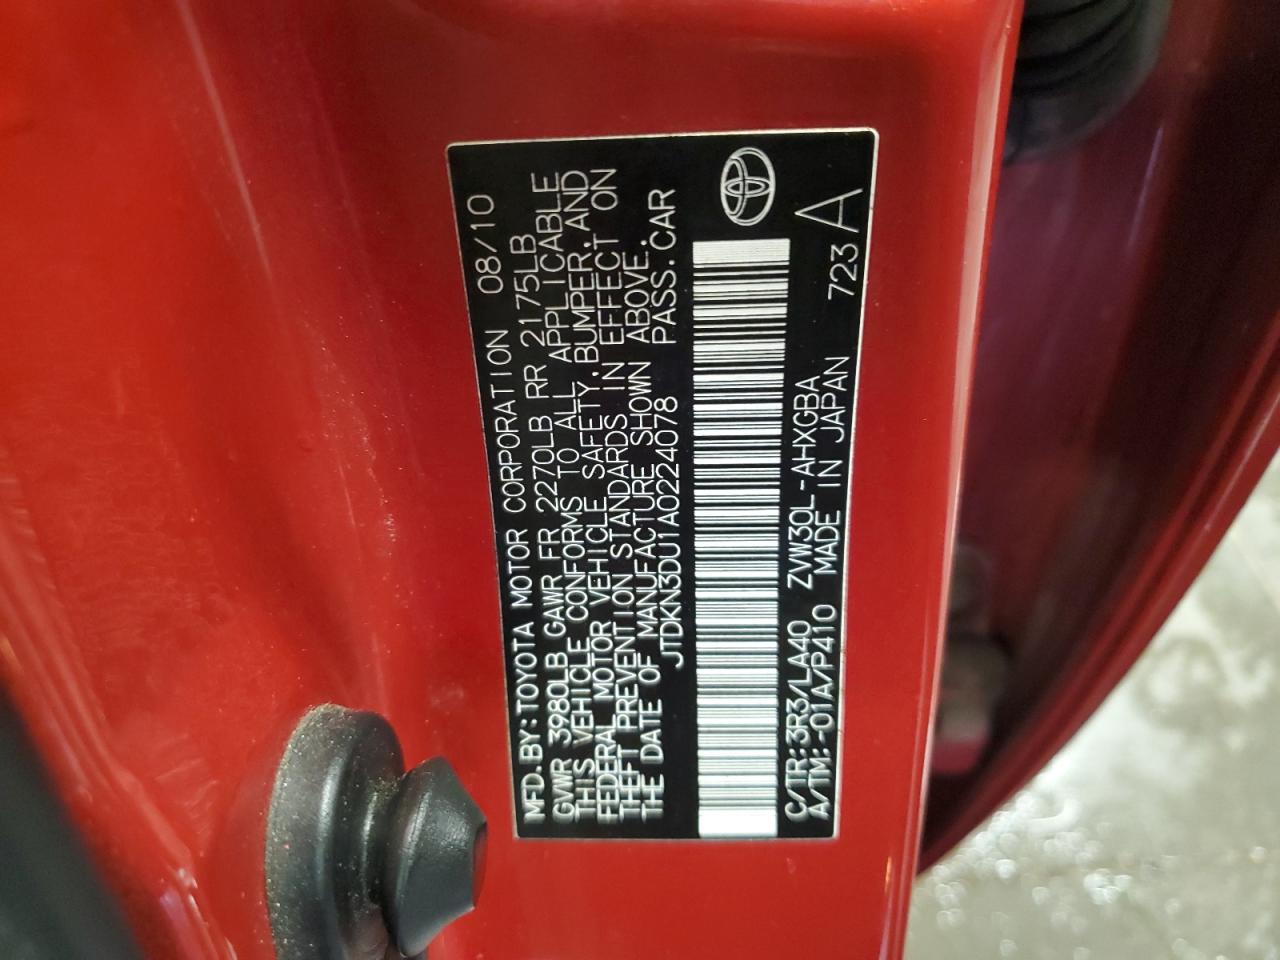 MFD.BY:TOYOTA MOTOR CORPORATION 08/10
GVWR 3980LB GAWR FR 2270LB RR 2175LB
THIS VEHICLE CONFORMS TO ALL APPLICABLE
FEDERAL MOTOR VEHICLE SAFETY,BUMPER,AND
THEFT PREVENTION STANDARDS IN EFFECT ON
THE DATE OF MANUFACTURE SHOWN ABOVE.
JTDKN3DU1A0224078 PASS.CAR
C/TR:3R3/LA40 ZVW30L-AHXGBA 723
A/TM:-01A/P410 MADE IN JAPAN A